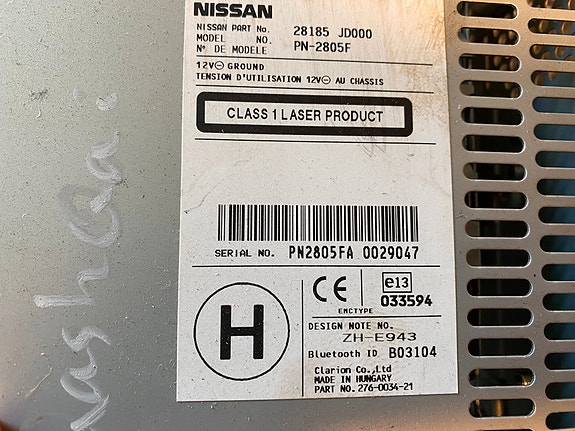 NISSAN
NISSAN PART No. 28185 JD000
MODEL NO. PN-2805F
N° DE MODELE
12V⊖ GROUND
TENSION D'UTILISATION 12V⊖ AU CHASSIS
CLASS 1 LASER PRODUCT
SERIAL NO. PN2805FA 0029047
H
CE
e13
033594
EMCTYPE
DESIGN NOTE NO.
ZH-E943
Bluetooth ID B03104
Clarion Co.,Ltd
MADE IN HUNGARY
PART NO. 276-0034-21